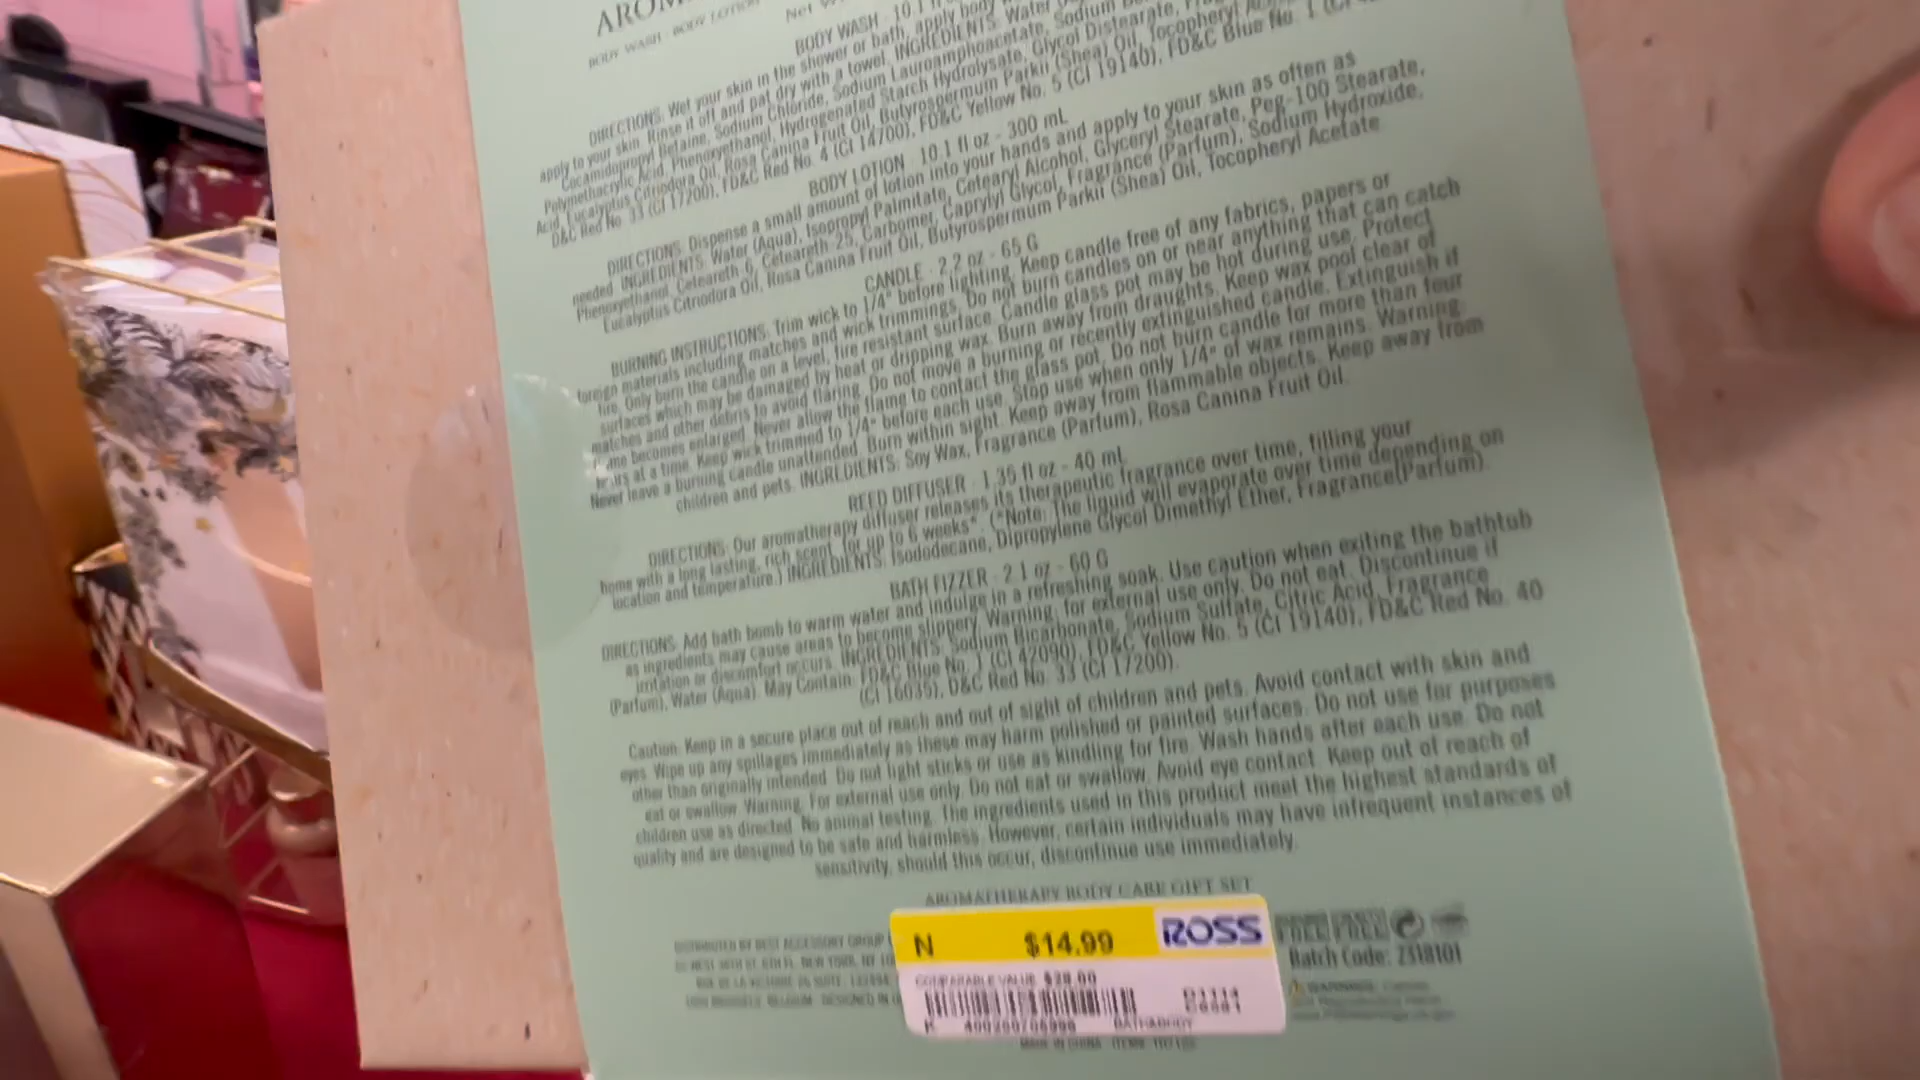 AROM
BODY WASH · BODY LOTION
Net
BODY WASH · 10.1 fl
DIRECTIONS: Wet your skin in the shower or bath, apply body
apply to your skin. Rinse it off and pat dry with a towel. INGREDIENTS: Water
Cocamidopropyl Betaine, Sodium Chloride, Sodium Lauroamphoacetate, Sodium
Polymethacrylic Acid, Phenoxyethanol, Hydrogenated Starch Hydrolysate, Glycol Distearate,
Acid, Eucalyptus Citriodora Oil, Rosa Canina Fruit Oil, Butyrospermum Parkii (Shea) Oil, Tocopheryl
D&C Red No. 33 (CI 17200), FD&C Red No. 4 (CI 14700), FD&C Yellow No. 5 (CI 19140), FD&C Blue No. 1
BODY LOTION · 10.1 fl oz - 300 mL
DIRECTIONS: Dispense a small amount of lotion into your hands and apply to your skin as often as
needed. INGREDIENTS: Water (Aqua), Isopropyl Palmitate, Cetearyl Alcohol, Glyceryl Stearate, Peg-100 Stearate,
Phenoxyethanol, Ceteareth 6, Ceteareth-25, Carbomer, Caprylyl Glycol, Fragrance (Parfum), Sodium Hydroxide,
Eucalyptus Citriodora Oil, Rosa Canina Fruit Oil, Butyrospermum Parkii (Shea) Oil, Tocopheryl Acetate
CANDLE · 2.2 oz - 65 G
BURNING INSTRUCTIONS: Trim wick to 1/4" before lighting. Keep candle free of any fabrics, papers or
foreign materials including matches and wick trimmings. Do not burn candles on or near anything that can catch
fire. Only burn the candle on a level, fire resistant surface. Candle glass pot may be hot during use. Protect
surfaces which may be damaged by heat or dripping wax. Burn away from draughts. Keep wax pool clear of
matches and other debris to avoid flaring. Do not move a burning or recently extinguished candle. Extinguish if
becomes enlarged. Never allow the flame to contact the glass pot. Do not burn candle for more than four
at a time. Keep wick trimmed to 1/4" before each use. Stop use when only 1/4" of wax remains. Warning:
Never leave a burning candle unattended. Burn within sight. Keep away from flammable objects. Keep away from
children and pets. INGREDIENTS: Soy Wax, Fragrance (Parfum), Rosa Canina Fruit Oil.
REED DIFFUSER · 1.35 fl oz - 40 mL
DIRECTIONS: Our aromatherapy diffuser releases its therapeutic fragrance over time, filling your
home with a long lasting, rich scent, for up to 6 weeks*. (*Note: The liquid will evaporate over time depending on
location and temperature.) INGREDIENTS: Isododecane, Dipropylene Glycol Dimethyl Ether, Fragrance(Parfum).
BATH FIZZER · 2.1 oz - 60 G
DIRECTIONS: Add bath bomb to warm water and indulge in a refreshing soak. Use caution when exiting the bathtub
as ingredients may cause areas to become slippery. Warning: for external use only. Do not eat. Discontinue if
irritation or discomfort occurs. INGREDIENTS: Sodium Bicarbonate, Sodium Sulfate, Citric Acid, Fragrance
(Parfum), Water (Aqua). May Contain: FD&C Blue No. 1 (CI 42090), FD&C Yellow No. 5 (CI 19140), FD&C Red No. 40
(CI 16035), D&C Red No. 33 (CI 17200).
Caution: Keep in a secure place out of reach and out of sight of children and pets. Avoid contact with skin and
eyes. Wipe up any spillages immediately as these may harm polished or painted surfaces. Do not use for purposes
other than originally intended. Do not light sticks or use as kindling for fire. Wash hands after each use. Do not
eat or swallow. Warning: For external use only. Do not eat or swallow. Avoid eye contact. Keep out of reach of
children use as directed. No animal testing. The ingredients used in this product meet the highest standards of
quality and are designed to be safe and harmless. However, certain individuals may have infrequent instances of
sensitivity, should this occur, discontinue use immediately.
AROMATHERAPY BODY CARE GIFT SET
DISTRIBUTED BY BEST ACCESSORY GROUP
N $14.99 ROSS
COMPARABLE VALUE $28.00
D1114
BATH&BODY
FREE FREE
Batch Code: 2318101
WARNING:
MADE IN CHINA